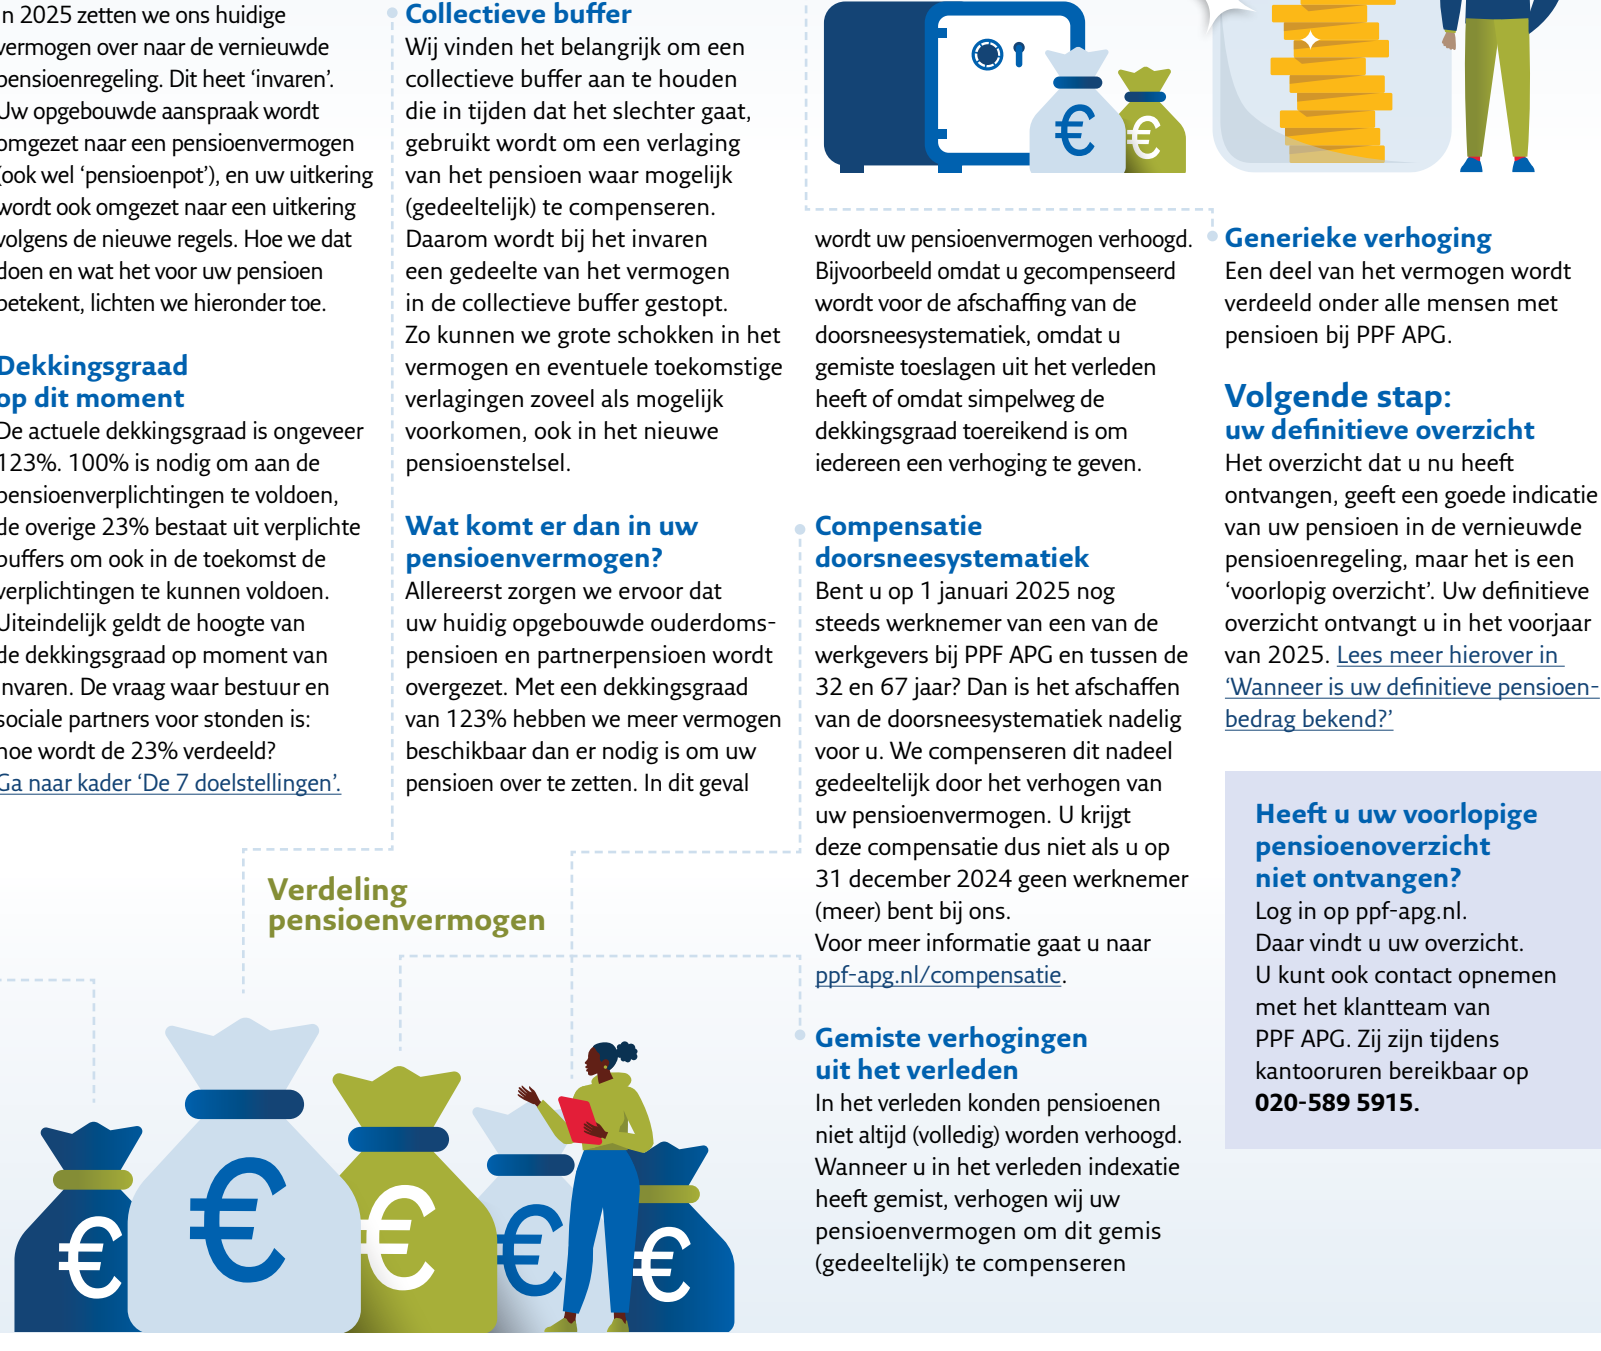 In 2025 zetten we ons huidige
vermogen over naar de vernieuwde
pensioenregeling. Dit heet ‘invaren’.
Uw opgebouwde aanspraak wordt
omgezet naar een pensioenvermogen
(ook wel ‘pensioenpot’), en uw uitkering
wordt ook omgezet naar een uitkering
volgens de nieuwe regels. Hoe we dat
doen en wat het voor uw pensioen
betekent, lichten we hieronder toe.
Dekkingsgraad
op dit moment
De actuele dekkingsgraad is ongeveer
123%. 100% is nodig om aan de
pensioenverplichtingen te voldoen,
de overige 23% bestaat uit verplichte
buffers om ook in de toekomst de
verplichtingen te kunnen voldoen.
Uiteindelijk geldt de hoogte van
de dekkingsgraad op moment van
invaren. De vraag waar bestuur en
sociale partners voor stonden is:
hoe wordt de 23% verdeeld?
Ga naar kader ‘De 7 doelstellingen’.
Collectieve buffer
Wij vinden het belangrijk om een
collectieve buffer aan te houden
die in tijden dat het slechter gaat,
gebruikt wordt om een verlaging
van het pensioen waar mogelijk
(gedeeltelijk) te compenseren.
Daarom wordt bij het invaren
een gedeelte van het vermogen
in de collectieve buffer gestopt.
Zo kunnen we grote schokken in het
vermogen en eventuele toekomstige
verlagingen zoveel als mogelijk
voorkomen, ook in het nieuwe
pensioenstelsel.
Wat komt er dan in uw
pensioenvermogen?
Allereerst zorgen we ervoor dat
uw huidig opgebouwde ouderdoms-
pensioen en partnerpensioen wordt
overgezet. Met een dekkingsgraad
van 123% hebben we meer vermogen
beschikbaar dan er nodig is om uw
pensioen over te zetten. In dit geval
wordt uw pensioenvermogen verhoogd.
Bijvoorbeeld omdat u gecompenseerd
wordt voor de afschaffing van de
doorsneesystematiek, omdat u
gemiste toeslagen uit het verleden
heeft of omdat simpelweg de
dekkingsgraad toereikend is om
iedereen een verhoging te geven.
Compensatie
doorsneesystematiek
Bent u op 1 januari 2025 nog
steeds werknemer van een van de
werkgevers bij PPF APG en tussen de
32 en 67 jaar? Dan is het afschaffen
van de doorsneesystematiek nadelig
voor u. We compenseren dit nadeel
gedeeltelijk door het verhogen van
uw pensioenvermogen. U krijgt
deze compensatie dus niet als u op
31 december 2024 geen werknemer
(meer) bent bij ons.
Voor meer informatie gaat u naar
ppf-apg.nl/compensatie.
Gemiste verhogingen
uit het verleden
In het verleden konden pensioenen
niet altijd (volledig) worden verhoogd.
Wanneer u in het verleden indexatie
heeft gemist, verhogen wij uw
pensioenvermogen om dit gemis
(gedeeltelijk) te compenseren
Generieke verhoging
Een deel van het vermogen wordt
verdeeld onder alle mensen met
pensioen bij PPF APG.
Volgende stap:
uw definitieve overzicht
Het overzicht dat u nu heeft
ontvangen, geeft een goede indicatie
van uw pensioen in de vernieuwde
pensioenregeling, maar het is een
‘voorlopig overzicht’. Uw definitieve
overzicht ontvangt u in het voorjaar
van 2025. Lees meer hierover in
‘Wanneer is uw definitieve pensioen-
bedrag bekend?’
Heeft u uw voorlopige
pensioenoverzicht
niet ontvangen?
Log in op ppf-apg.nl.
Daar vindt u uw overzicht.
U kunt ook contact opnemen
met het klantteam van
PPF APG. Zij zijn tijdens
kantooruren bereikbaar op
020-589 5915.
Verdeling
pensioenvermogen
€ €
€ € € € €